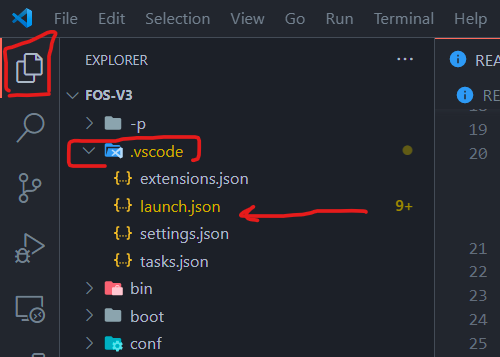 File Edit Selection View Go Run Terminal Help
EXPLORER ...
REA
FOS-V3
RE
-p
19
.vscode
20
extensions.json
launch.json 9+
settings.json
21
tasks.json
22
bin
23
boot
24
conf
25